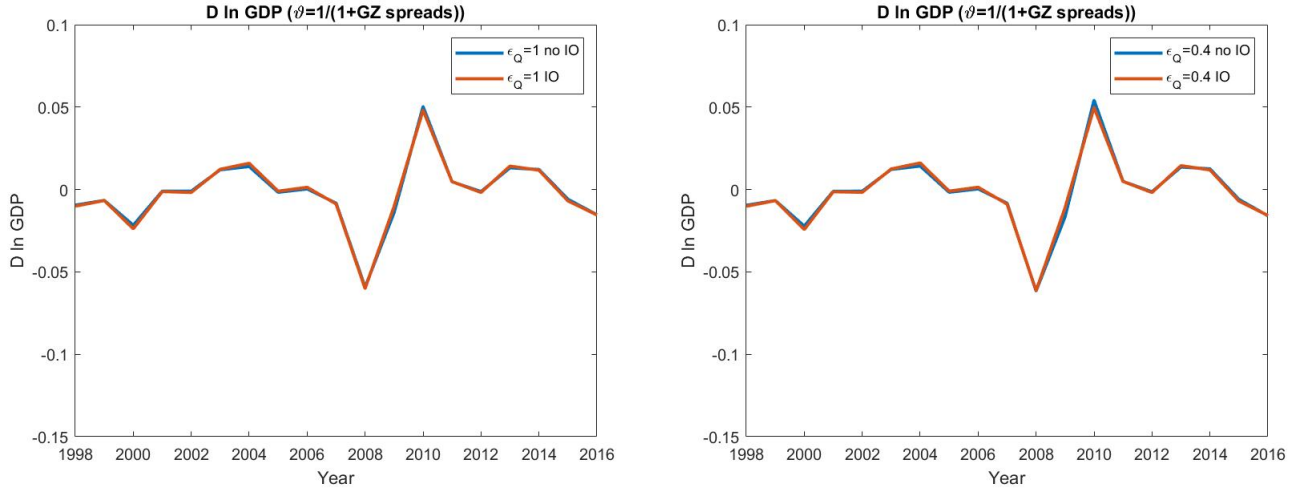 D ln GDP (ϑ=1/(1+GZ spreads))
0.1
0.05
0
-0.05
-0.1
-0.15
D ln GDP
ϵQ=1 no IO
ϵQ=1 IO
1998 2000 2002 2004 2006 2008 2010 2012 2014 2016
Year
D ln GDP (ϑ=1/(1+GZ spreads))
0.1
0.05
0
-0.05
-0.1
-0.15
D ln GDP
ϵQ=0.4 no IO
ϵQ=0.4 IO
1998 2000 2002 2004 2006 2008 2010 2012 2014 2016
Year